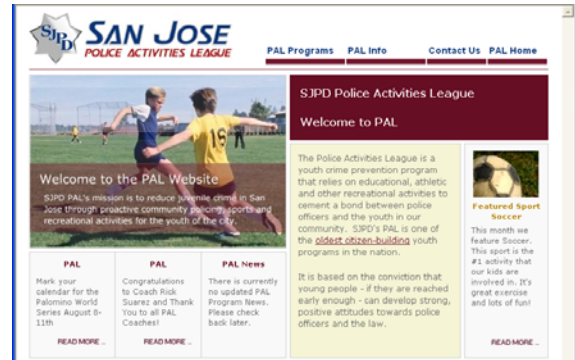 SJPD
SAN JOSE
POLICE ACTIVITIES LEAGUE
PAL Programs
PAL Info
Contact Us
PAL Home
15
Welcome to the PAL Website
SJPD PAL's mission is to reduce juvenile crime in San
Jose through proactive community policing, sports and
recreational activities for the youth of the city.
SJPD Police Activities League
Welcome to PAL
The Police Activities League is a
youth crime prevention program
that relies on educational, athletic
and other recreational activities to
cement a bond between police
officers and the youth in our
community. SJPD's PAL is one of
the oldest citizen-building youth
programs in the nation.
It is based on the conviction that
young people - if they are reached
early enough - can develop strong,
positive attitudes towards police
officers and the law.
Featured Sport
Soccer
This month we
feature Soccer.
This sport is the
#1 activity that
our kids are
involved in. It's
great exercise
and lots of fun!
READ MORE ..
PAL
Mark your
calendar for the
Palomino World
Series August 8-
11th
READ MORE ..
PAL
Congratulations
to Coach Rick
Suarez and Thank
You to all PAL
Coaches!
READ MORE ..
PAL News
There is currently
no updated PAL
Program News.
Please check
back later.
READ MORE ..